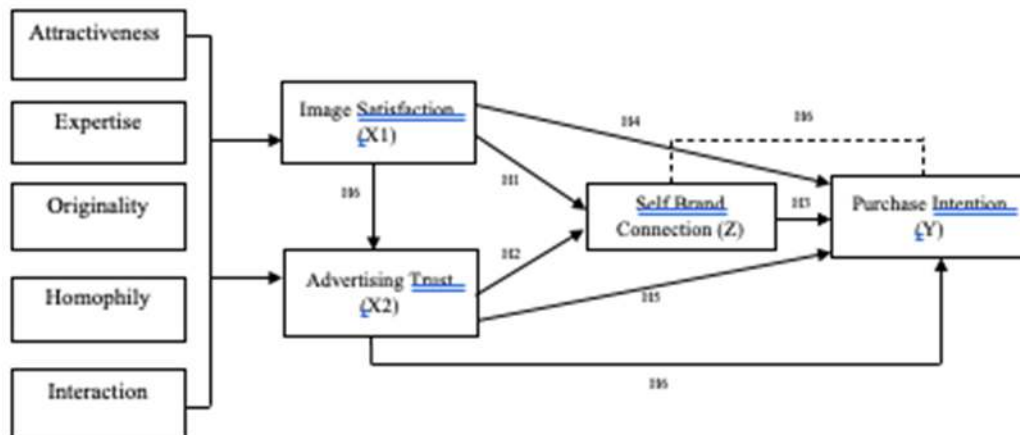 Attractiveness
Expertise
Originality
Homophily
Interaction
Image Satisfaction
(X1)
Advertising Trust
(X2)
Self Brand
Connection (Z)
Purchase Intention
(Y)
H4
H6
H1
H6
H3
H2
H5
H6